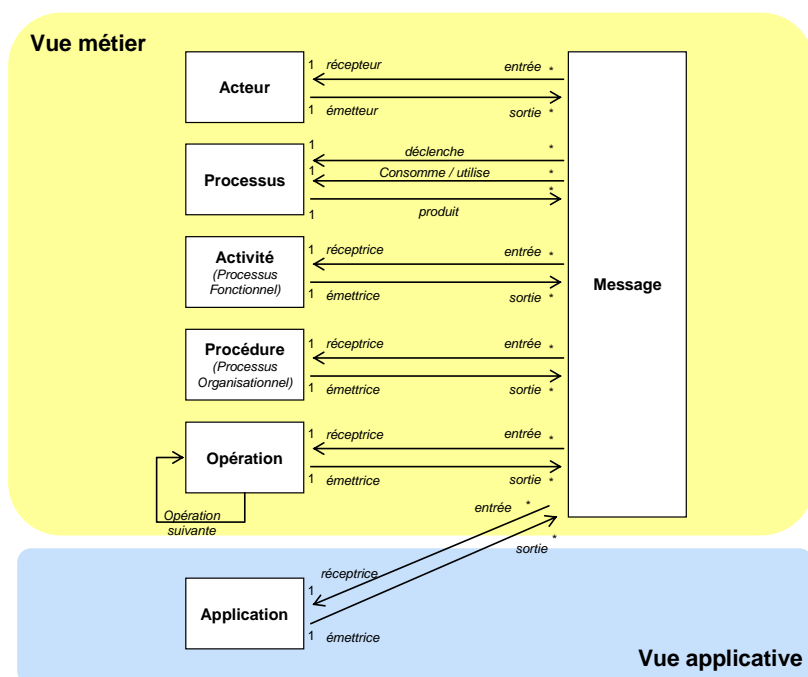 Vue métier
1 récepteur entrée *
Acteur
1 émetteur sortie *
1 déclenche *
1 Consomme / utilise *
Processus
*
1 produit
Activité
(Processus
Fonctionnel)
1 réceptrice entrée *
1 émettrice sortie *
Message
Procédure
(Processus
Organisationnel)
1 réceptrice entrée *
1 émettrice sortie *
1 réceptrice entrée *
Opération
1 émettrice sortie *
Opération
suivante
entrée *
sortie *
réceptrice
1
Application
1 émettrice
Vue applicative